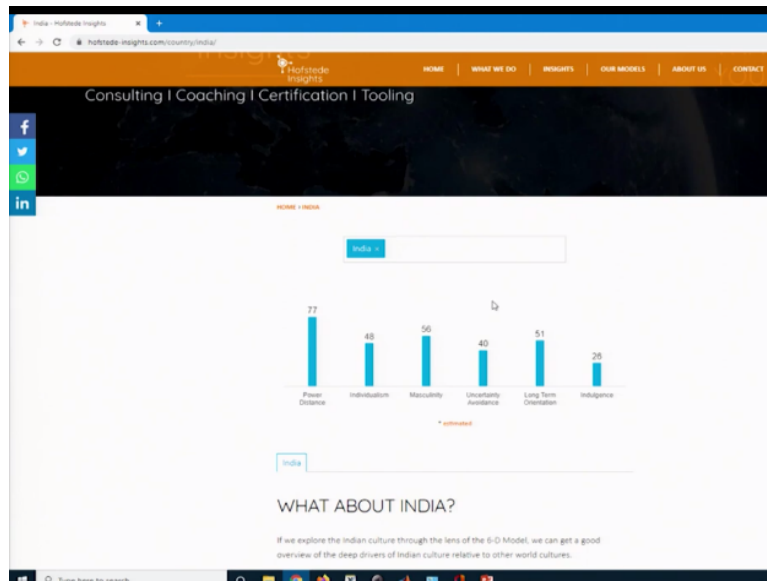 India - Hofstede Insights
hofstede-insights.com/country/india/
Insights
Hofstede
Insights
HOME
WHAT WE DO
INSIGHTS
OUR MODELS
ABOUT US
CONTACT
Consulting I Coaching I Certification I Tooling
f
in
HOME > INDIA
India ×
77
48
56
40
51
26
Power
Distance
Individualism
Masculinity
Uncertainty
Avoidance
Long Term
Orientation
Indulgence
* estimated
India
WHAT ABOUT INDIA?
If we explore the Indian culture through the lens of the 6-D Model, we can get a good
overview of the deep drivers of Indian culture relative to other world cultures.
Type here to search